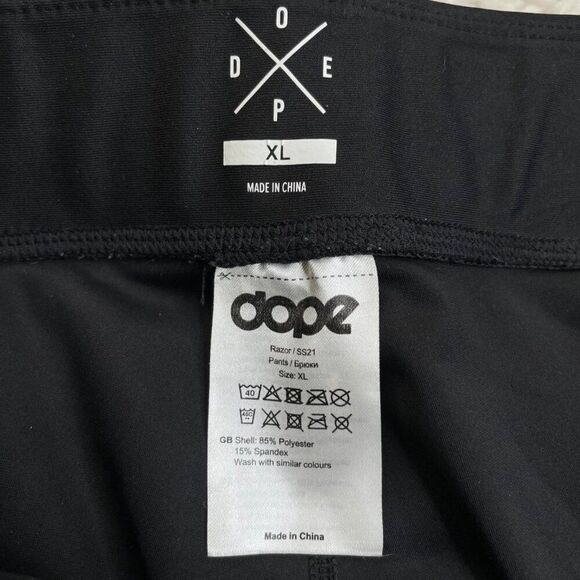 O
D E
P
XL
MADE IN CHINA
dope
Razor / SS21
Pants / Брюки
Size: XL
40
GB Shell: 85% Polyester
15% Spandex
Wash with similar colours
Made in China